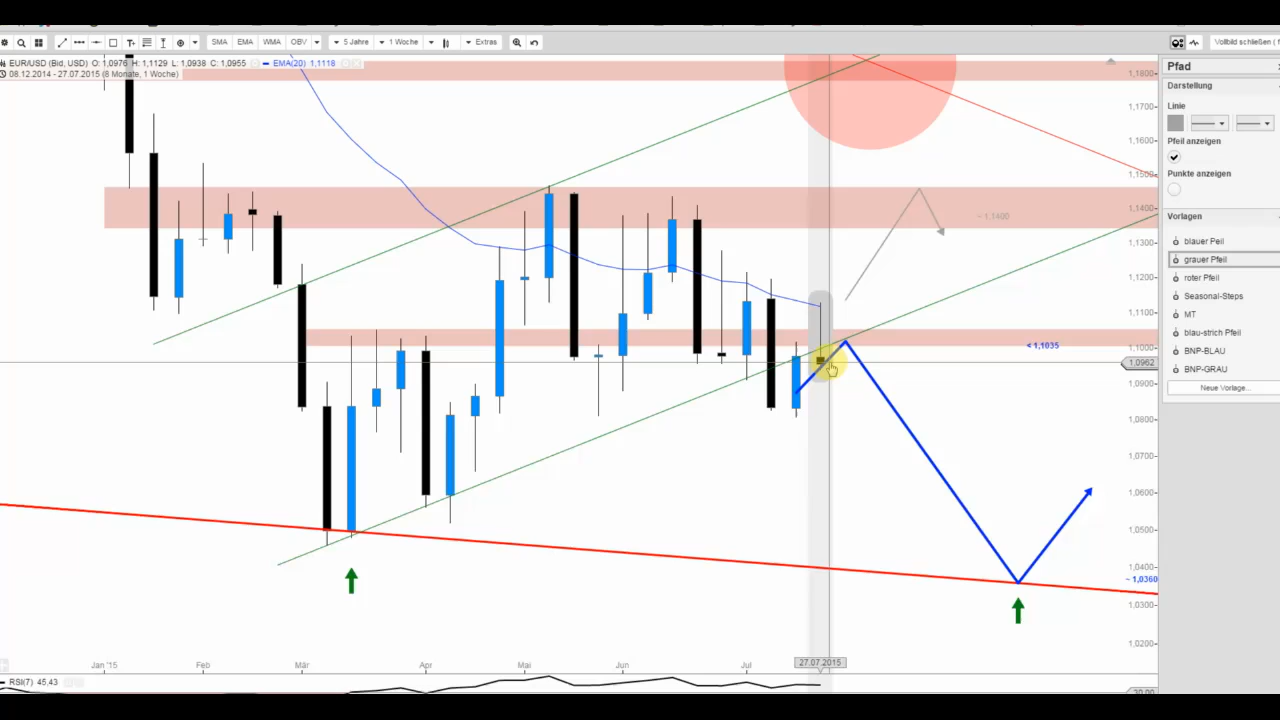 SMA EMA WMA OBV 5 Jahre 1 Woche Extras Vollbild schließen ( f
EUR/USD (Bid, USD) O: 1,0976 H: 1,1129 L: 1,0938 C: 1,0955 EMA(20) 1,1118
08.12.2014 - 27.07.2015 (8 Monate, 1 Woche)
Pfad
Darstellung
Linie
Pfeil anzeigen
Punkte anzeigen
Vorlagen
blauer Peil
grauer Pfeil
roter Pfeil
Seasonal-Steps
MT
blau-strich Pfeil
BNP-BLAU
BNP-GRAU
Neue Vorlage...
1,1800
1,1700
1,1600
1,1500
1,1400
1,1300
1,1200
1,1100
1,1000
1,0962
1,0900
1,0800
1,0700
1,0600
1,0500
1,0400
1,0300
1,0200
~ 1,1400
< 1,1035
~ 1,0360
Jan '15 Feb Mär Apr Mai Jun Jul 27.07.2015
RSI(7) 45,43
30,00